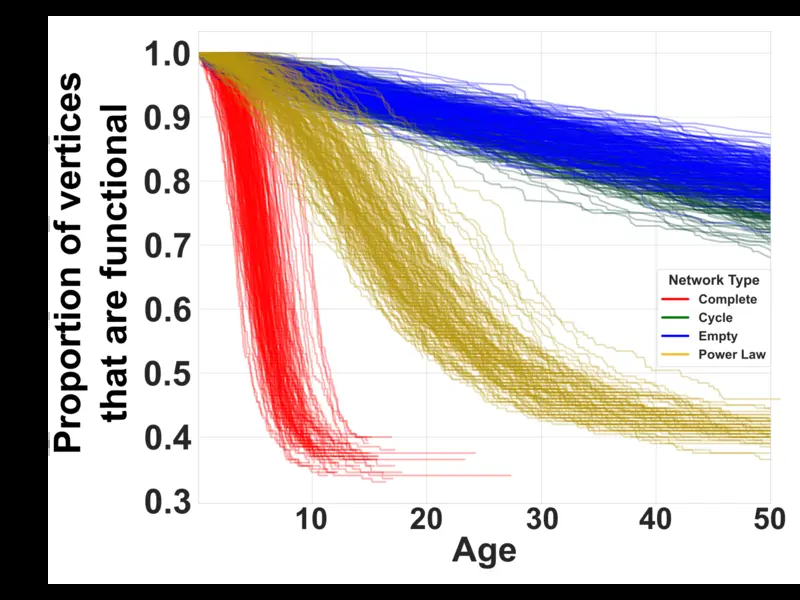 Proportion of vertices
that are functional
1.0
0.9
0.8
0.7
0.6
0.5
0.4
0.3
10 20 30 40 50
Age
Network Type
Complete
Cycle
Empty
Power Law